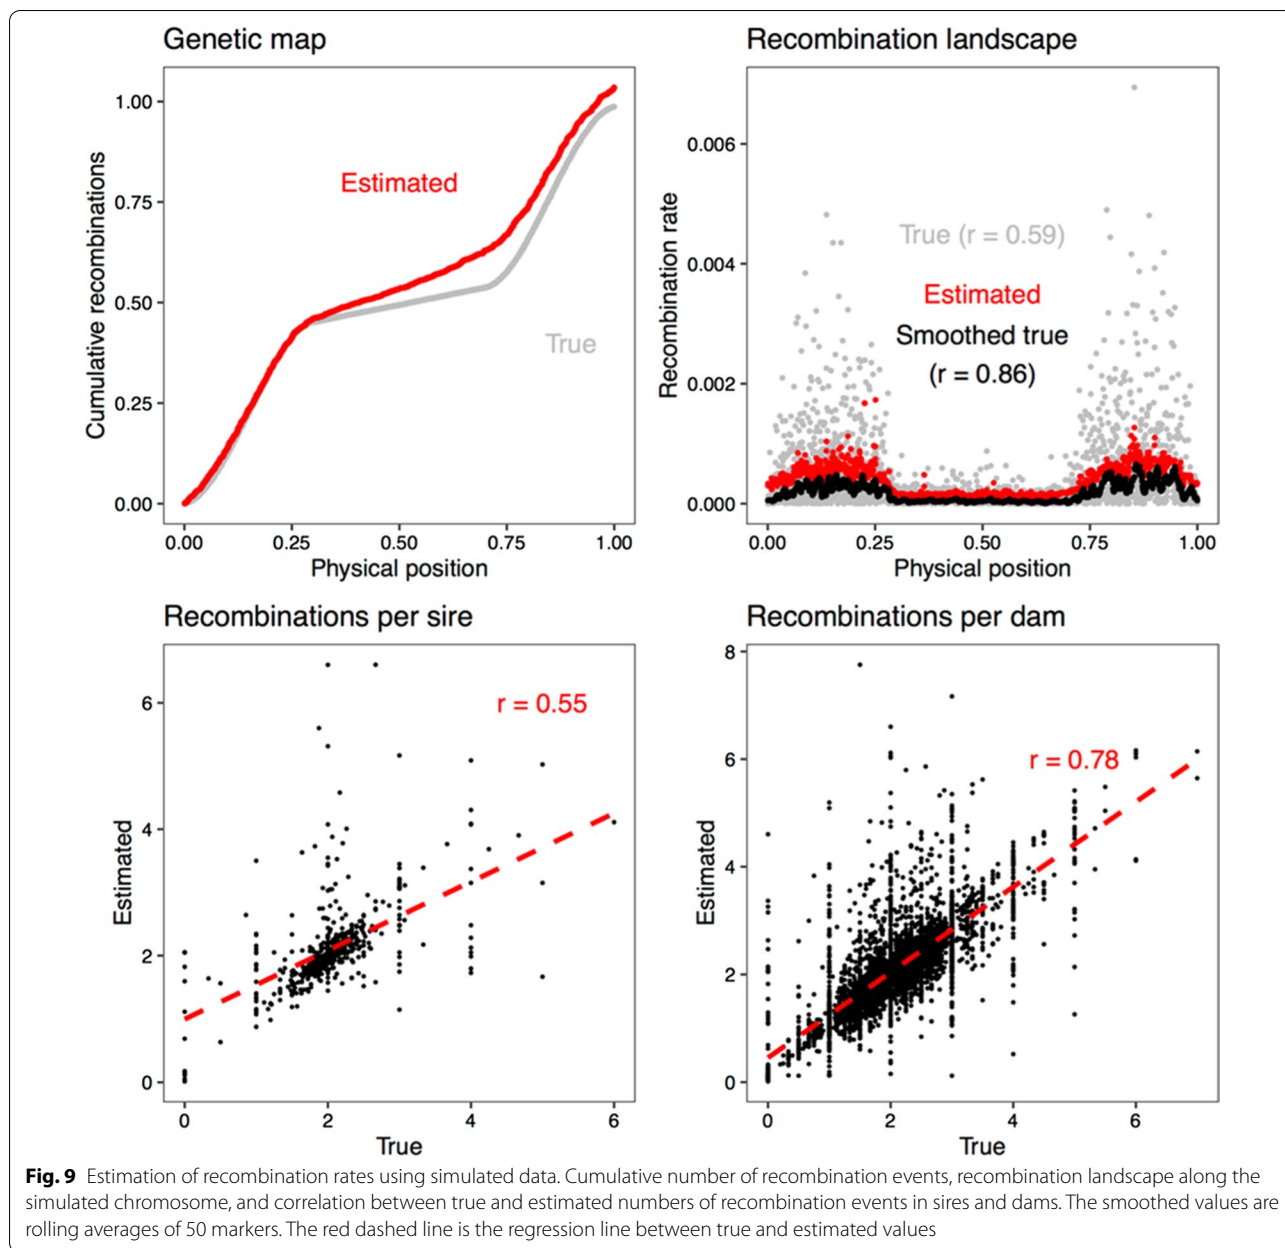 Genetic map
Cumulative recombinations
1.00
0.75
0.50
0.25
0.00
Estimated
True
0.00 0.25 0.50 0.75 1.00
Physical position
Recombination landscape
Recombination rate
0.006
0.004
0.002
0.000
True (r = 0.59)
Estimated
Smoothed true
(r = 0.86)
0.00 0.25 0.50 0.75 1.00
Physical position
Recombinations per sire
Estimated
6
4
2
0
r = 0.55
0 2 4 6
True
Recombinations per dam
Estimated
8
6
4
2
0
r = 0.78
0 2 4 6
True
Fig. 9 Estimation of recombination rates using simulated data. Cumulative number of recombination events, recombination landscape along the
simulated chromosome, and correlation between true and estimated numbers of recombination events in sires and dams. The smoothed values are
rolling averages of 50 markers. The red dashed line is the regression line between true and estimated values